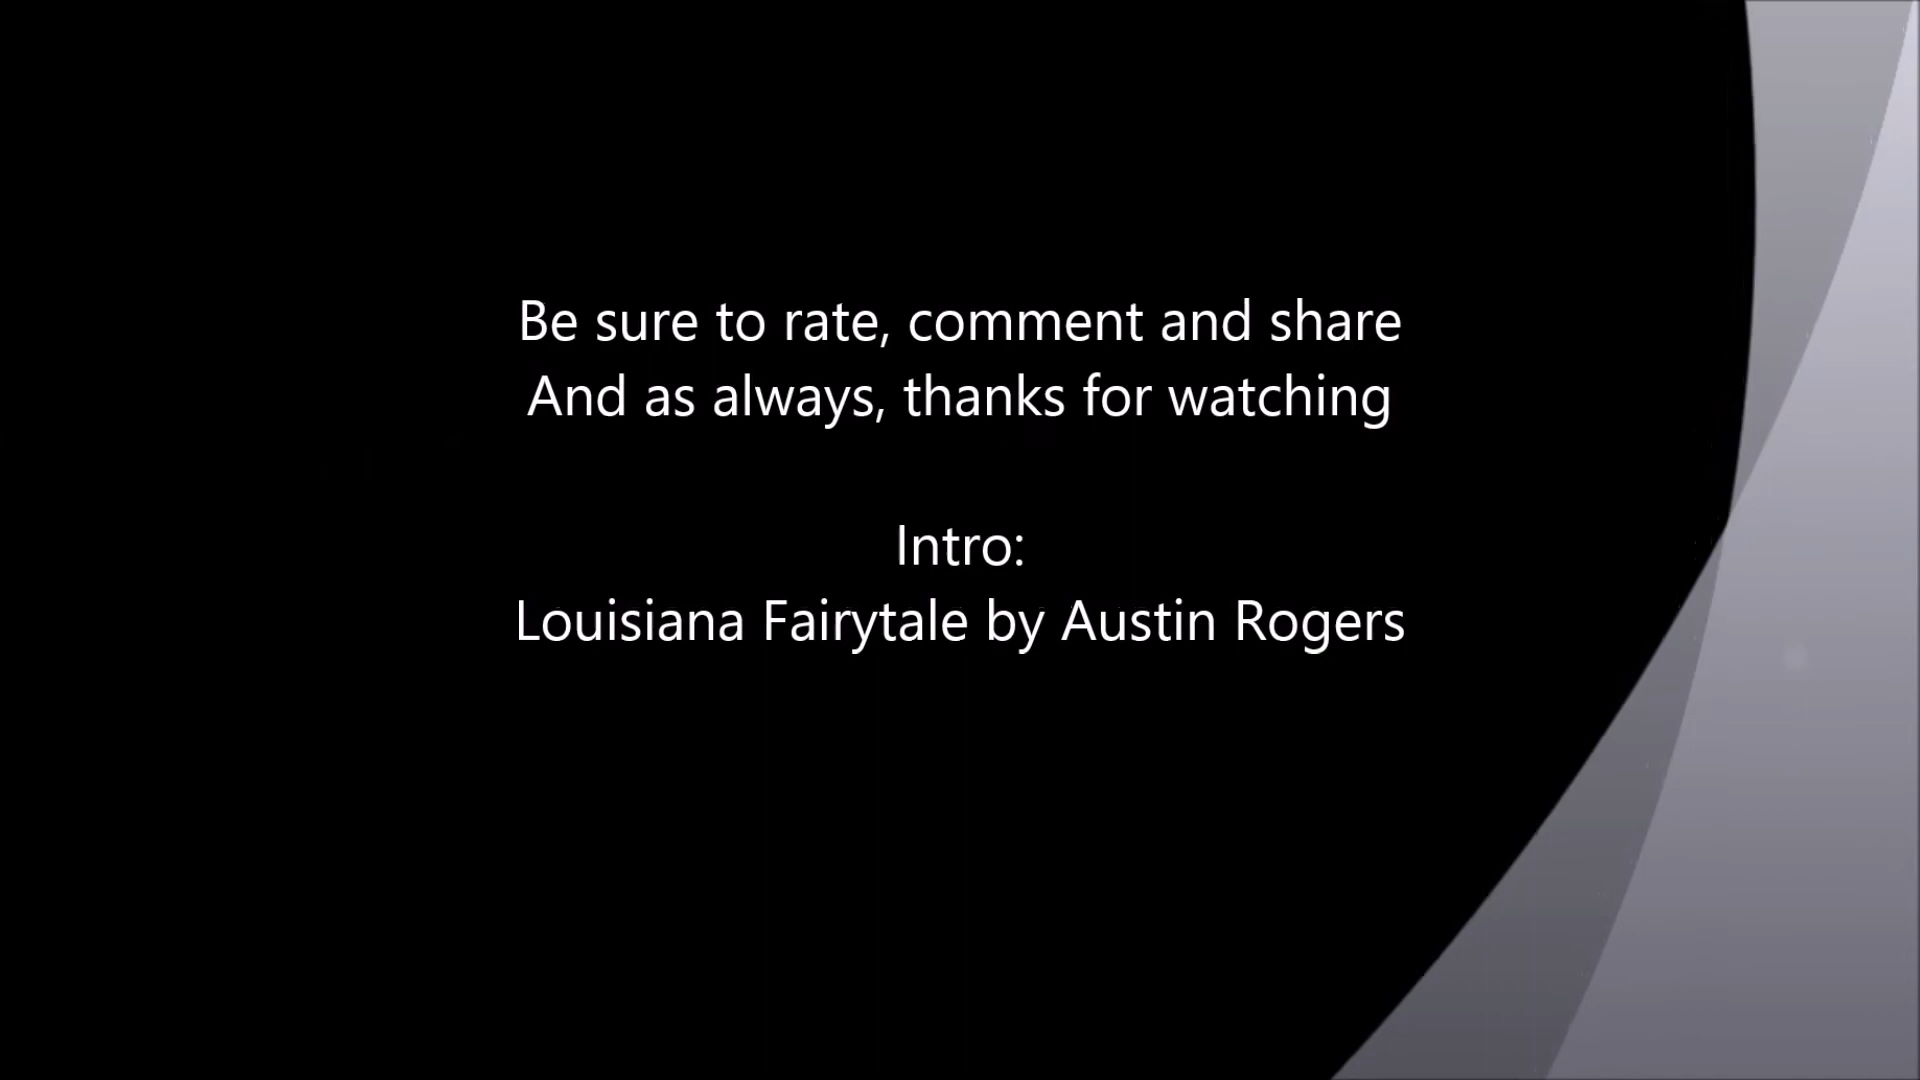 Be sure to rate, comment and share
And as always, thanks for watching
Intro:
Louisiana Fairytale by Austin Rogers